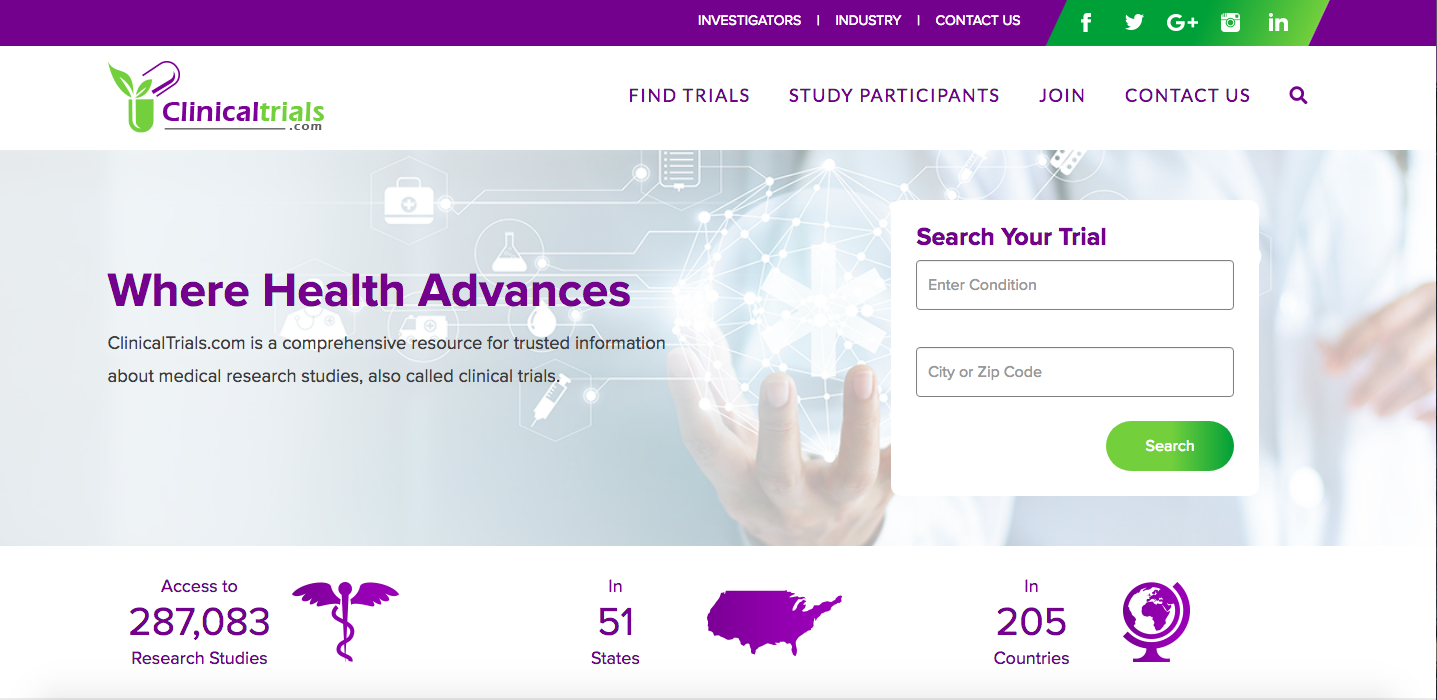 INVESTIGATORS | INDUSTRY | CONTACT US
Clinicaltrials
.com
FIND TRIALS
STUDY PARTICIPANTS
JOIN
CONTACT US
Where Health Advances
ClinicalTrials.com is a comprehensive resource for trusted information
about medical research studies, also called clinical trials.
Search Your Trial
Enter Condition
City or Zip Code
Search
Access to
287,083
Research Studies
In
51
States
In
205
Countries